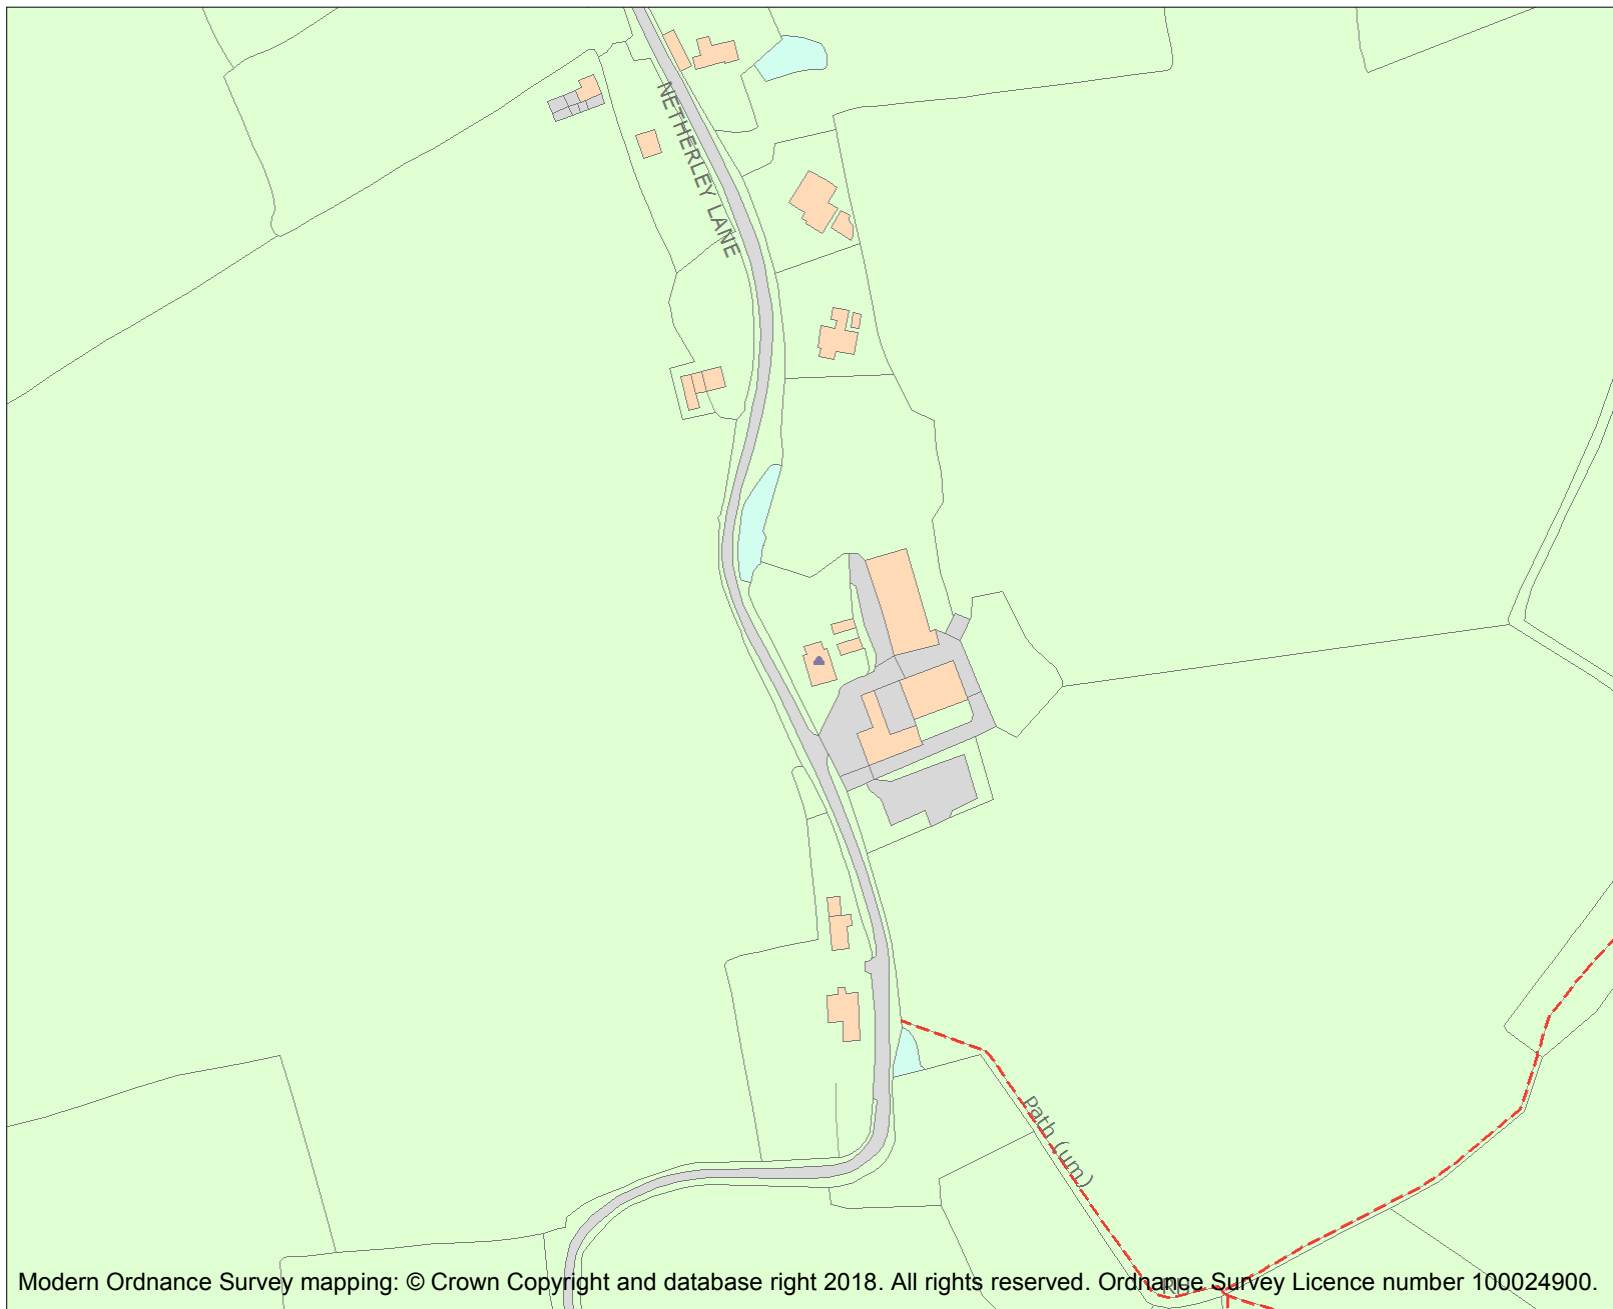 NETHERLEY LANE
Path (um)
Modern Ordnance Survey mapping: © Crown Copyright and database right 2018. All rights reserved. Ordnance Survey Licence number 100024900.